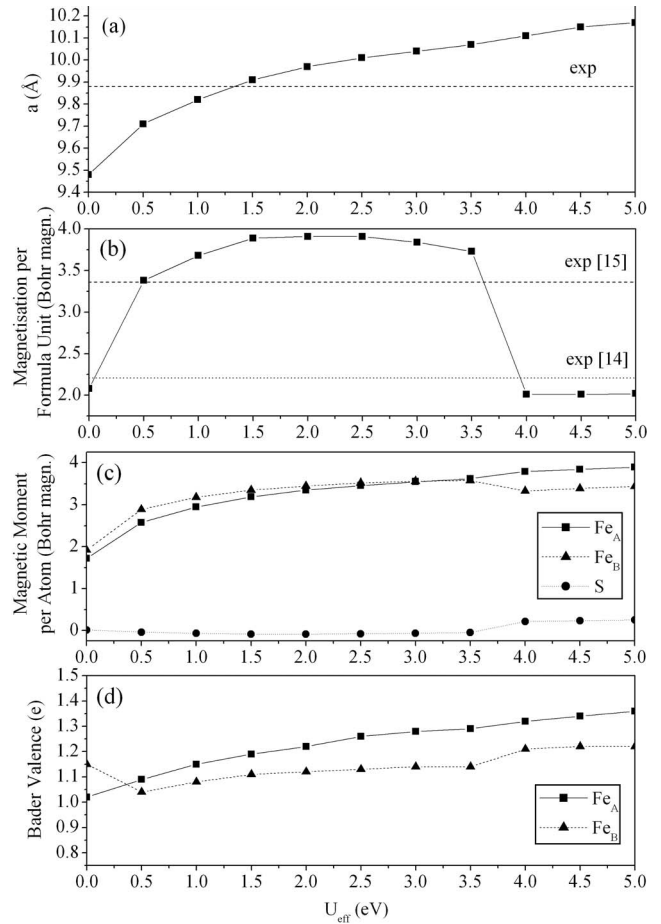 (a)
a (Å)
10.2
10.1
10.0
9.9
9.8
9.7
9.6
9.5
9.4
exp
0.0 0.5 1.0 1.5 2.0 2.5 3.0 3.5 4.0 4.5 5.0
(b)
Magnetisation per
Formula Unit (Bohr magn.)
4.0
3.5
3.0
2.5
2.0
exp [15]
exp [14]
0.0 0.5 1.0 1.5 2.0 2.5 3.0 3.5 4.0 4.5 5.0
(c)
Magnetic Moment
per Atom (Bohr magn.)
4
3
2
1
0
Fe_A
Fe_B
S
0.0 0.5 1.0 1.5 2.0 2.5 3.0 3.5 4.0 4.5 5.0
(d)
Bader Valence (e)
1.5
1.4
1.3
1.2
1.1
1.0
0.9
0.8
Fe_A
Fe_B
0.0 0.5 1.0 1.5 2.0 2.5 3.0 3.5 4.0 4.5 5.0
U_eff (eV)